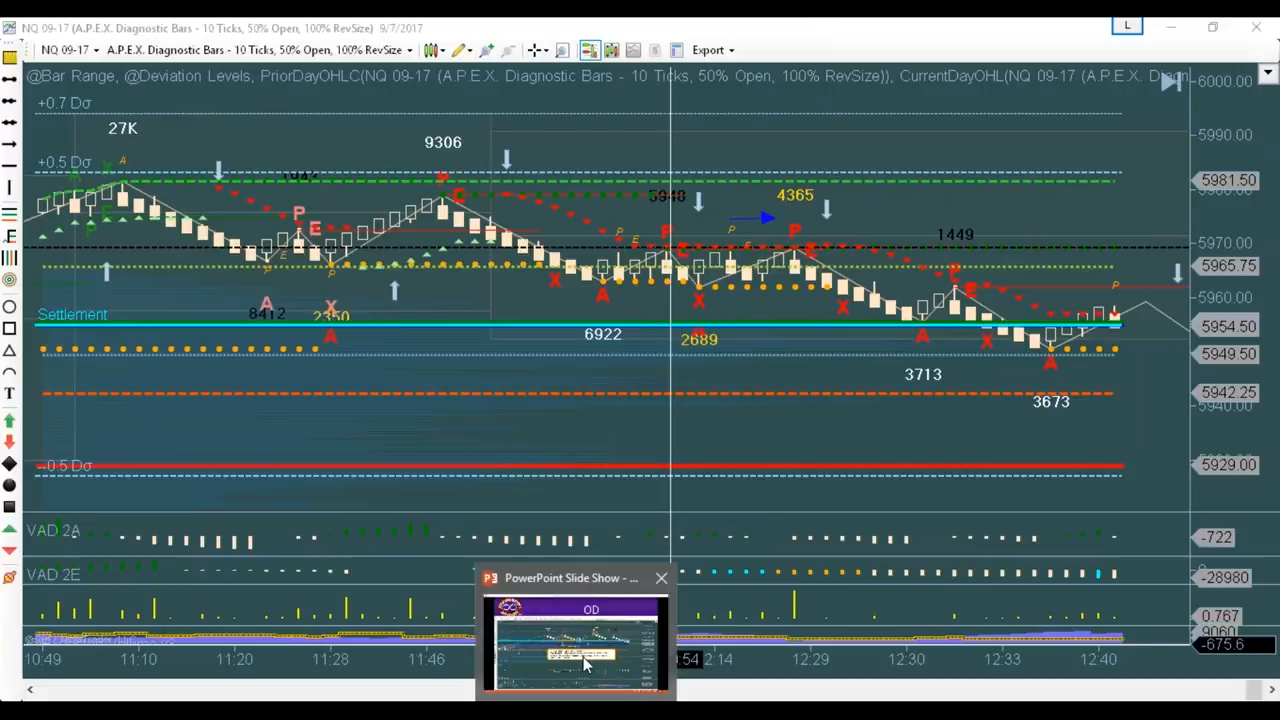 NQ 09-17 (A.P.E.X. Diagnostic Bars - 10 Ticks, 50% Open, 100% RevSize) 9/7/2017
L
NQ 09-17 A.P.E.X. Diagnostic Bars - 10 Ticks, 50% Open, 100% RevSize Export
@Bar Range, @Deviation Levels, PriorDayOHLC(NQ 09-17 (A.P.E.X. Diagnostic Bars - 10 Ticks, 50% Open, 100% RevSize)), CurrentDayOHL(NQ 09-17 (A.P.E.X.
6000.00
+0.7 Dσ
27K
9306
5990.00
+0.5 Dσ
A
5981.50
5948
4365
P
P
P
P
E
E
P
E
P
E
P
E
E
1449
5970.00
5965.75
P
E
P
X
A
X
X
P
E
P
5960.00
A
X
8412
2350
A
Settlement
6922
2689
A
X
5954.50
5949.50
A
3713
3673
5942.25
5940.00
-0.5 Dσ
5929.00
VAD 2A
-722
VAD 2E
-28980
PowerPoint Slide Show - ...
OD
0.767
-675.6
10:49 11:10 11:20 11:28 11:46 :54 2:14 12:29 12:30 12:33 12:40